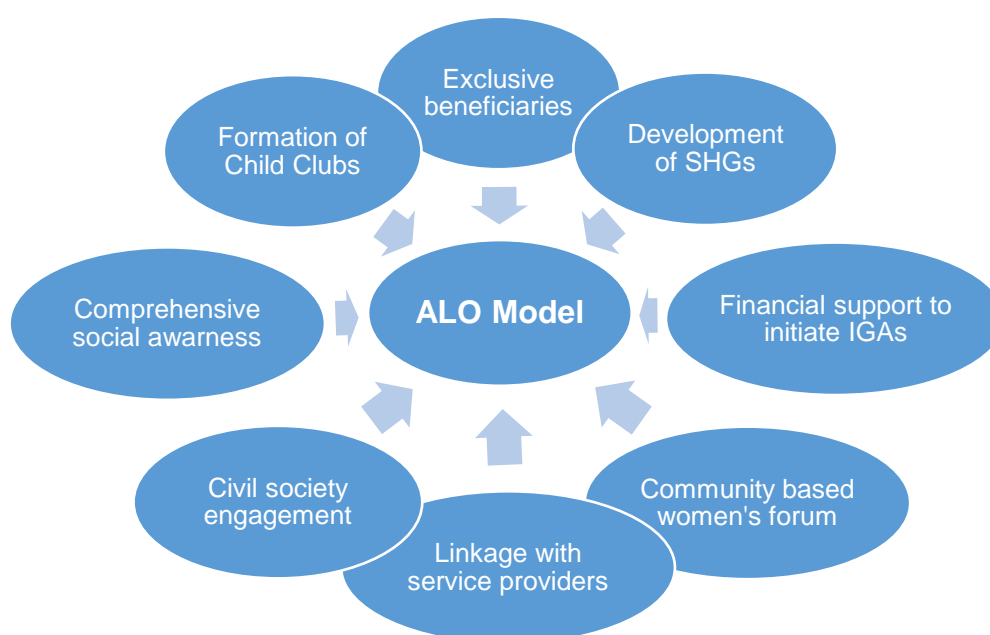 Exclusive
beneficiaries
Development
of SHGs
Financial support to
initiate IGAs
Community based
women's forum
Linkage with
service providers
Civil society
engagement
Comprehensive
social awarness
Formation of
Child Clubs
ALO Model